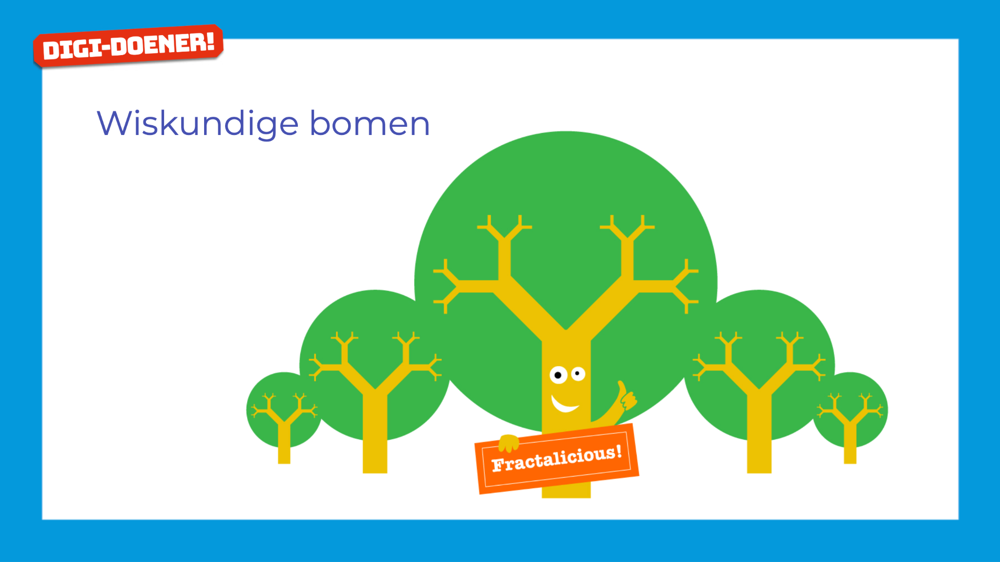 DIGI-DOENER!
Wiskundige bomen
Fractalicious!